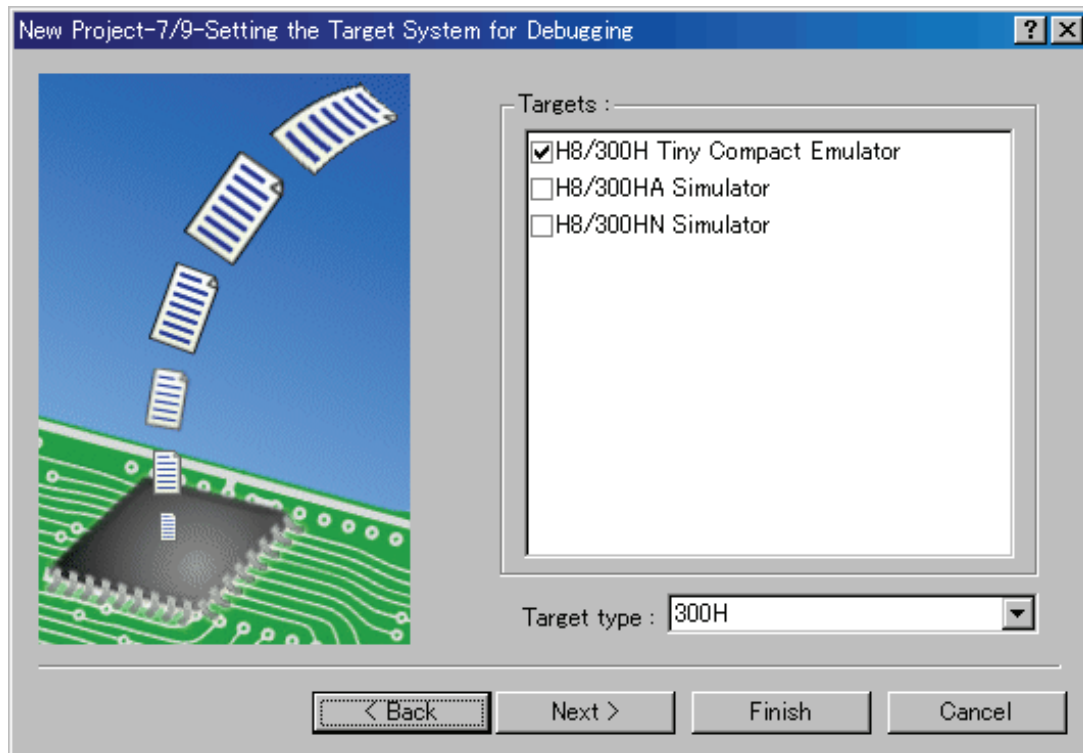 New Project-7/9-Setting the Target System for Debugging
Targets :
H8/300H Tiny Compact Emulator
H8/300HA Simulator
H8/300HN Simulator
Target type : 300H
< Back Next > Finish Cancel